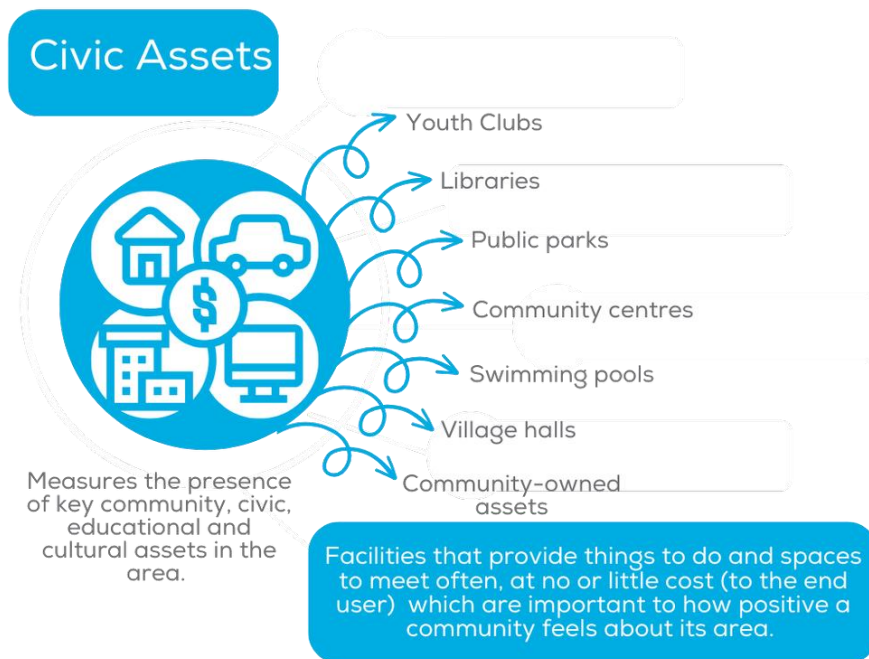 Civic Assets
Youth Clubs
Libraries
Public parks
Community centres
Swimming pools
Village halls
Community-owned
assets
$
Measures the presence
of key community, civic,
educational and
cultural assets in the
area.
Facilities that provide things to do and spaces
to meet often, at no or little cost (to the end
user) which are important to how positive a
community feels about its area.